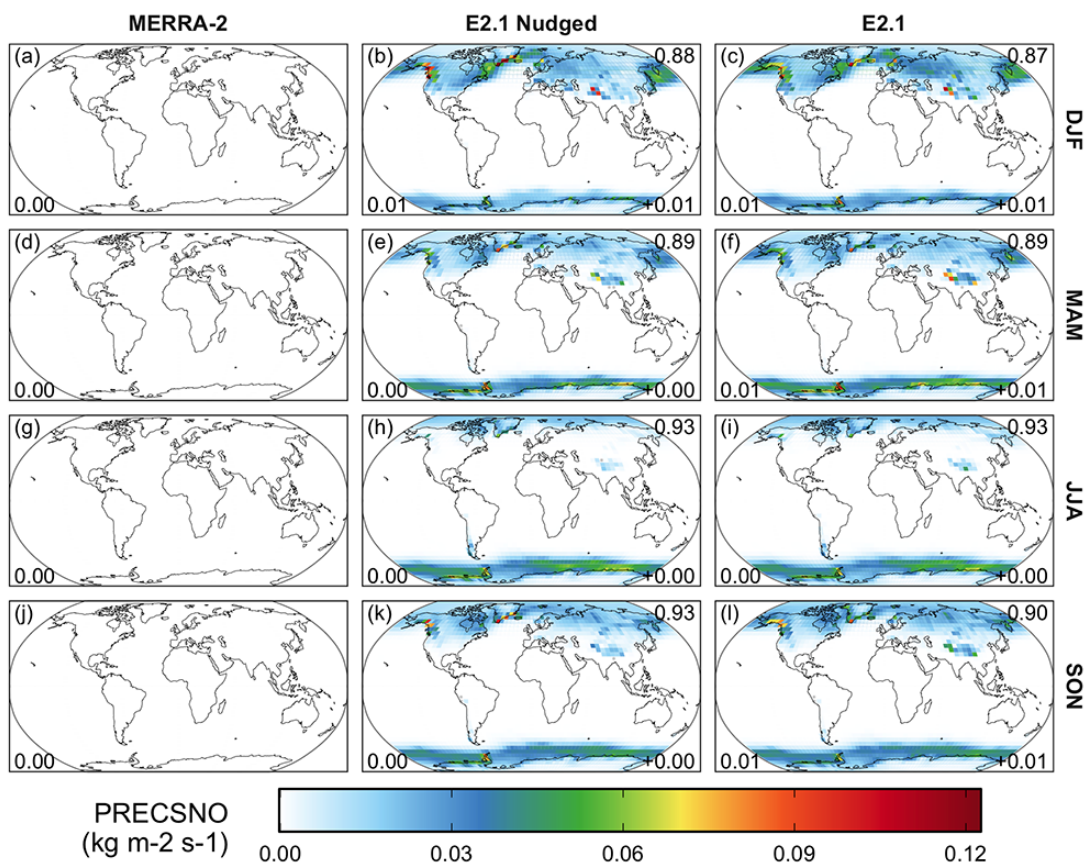 MERRA-2 E2.1 Nudged E2.1
(a) (b) 0.88 (c) 0.87
DJF
0.00 0.01 +0.01 0.01 +0.01
(d) (e) 0.89 (f) 0.89
MAM
0.00 0.00 +0.00 0.01 +0.01
(g) (h) 0.93 (i) 0.93
JJA
0.00 0.00 +0.00 0.00 +0.00
(j) (k) 0.93 (l) 0.90
SON
0.00 0.00 +0.00 0.01 +0.01
PRECSNO
(kg m-2 s-1)
0.00 0.03 0.06 0.09 0.12